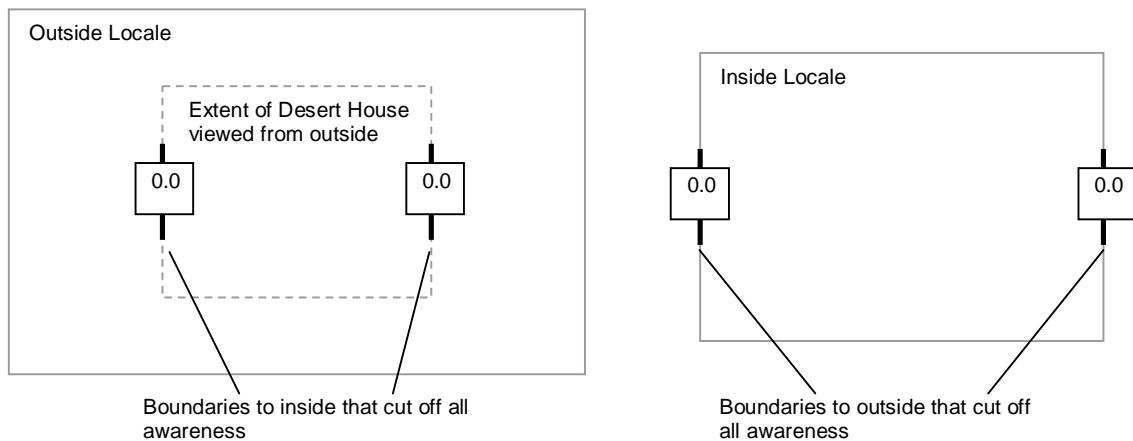 Outside Locale
Extent of Desert House
viewed from outside
0.0
0.0
Boundaries to inside that cut off all
awareness
Inside Locale
0.0
0.0
Boundaries to outside that cut off
all awareness